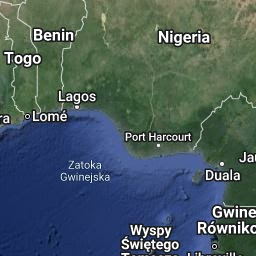 Benin
Nigeria
Togo
Lagos
Lomé
Port Harcourt
Zatoka
Gwinejska
Duala
Gwine
Równiko
Wyspy
Świętego